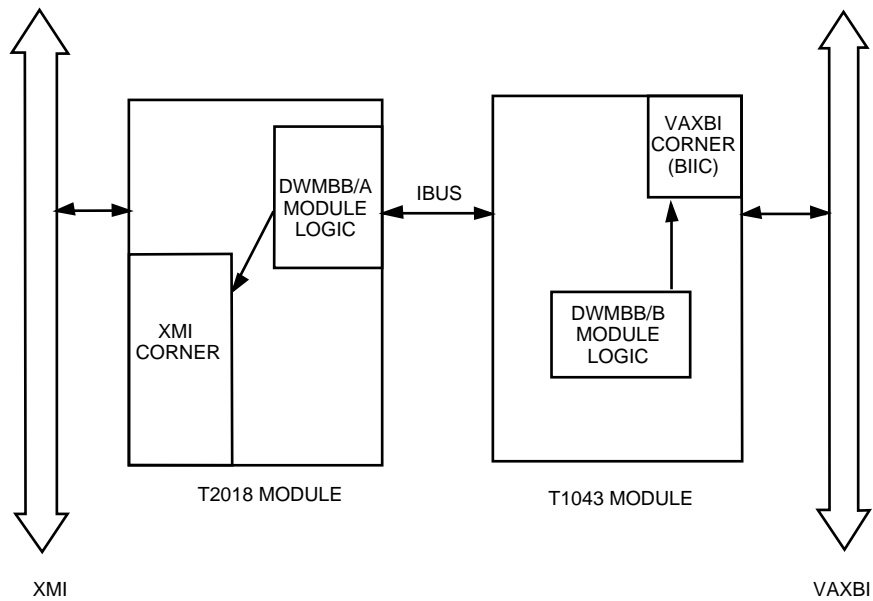 VAXBI
CORNER
(BIIC)
DWMBB/A
MODULE
LOGIC
IBUS
DWMBB/B
MODULE
LOGIC
XMI
CORNER
T2018 MODULE
T1043 MODULE
XMI
VAXBI